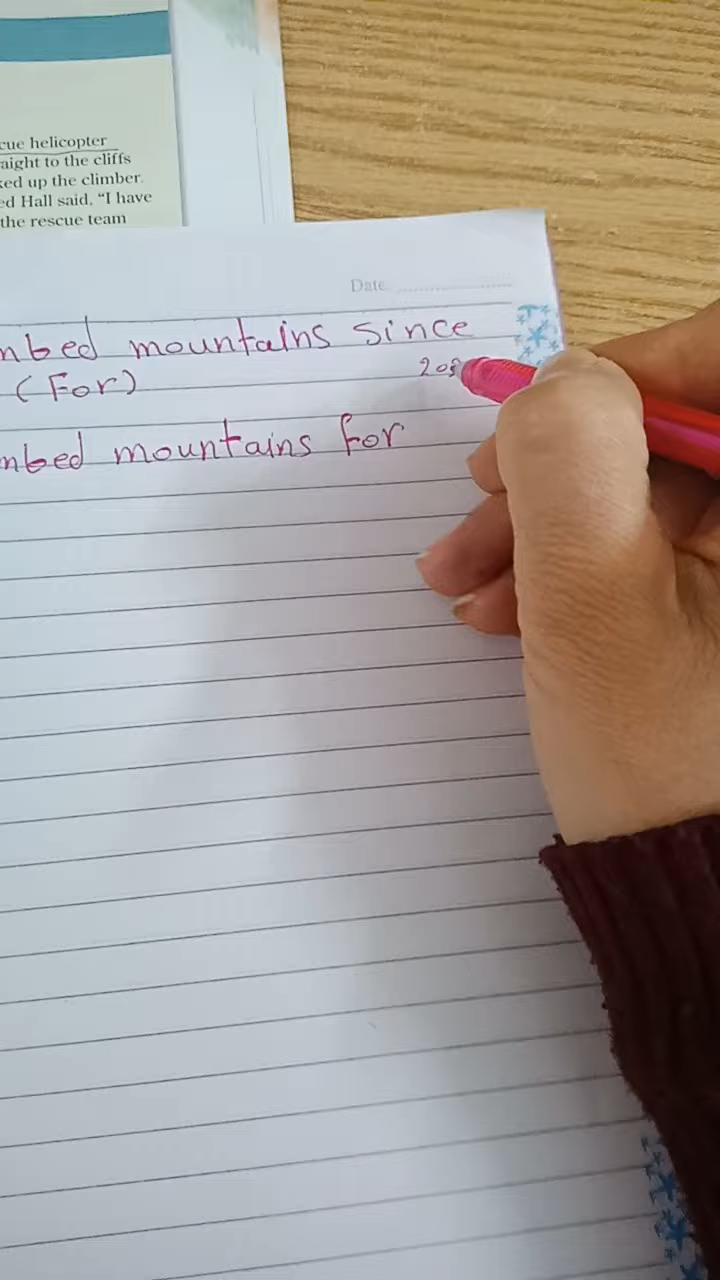 cue helicopter
aight to the cliffs
ked up the climber.
ed Hall said, "I have
the rescue team
Date
mbed mountains since
(For)
mbed mountains for